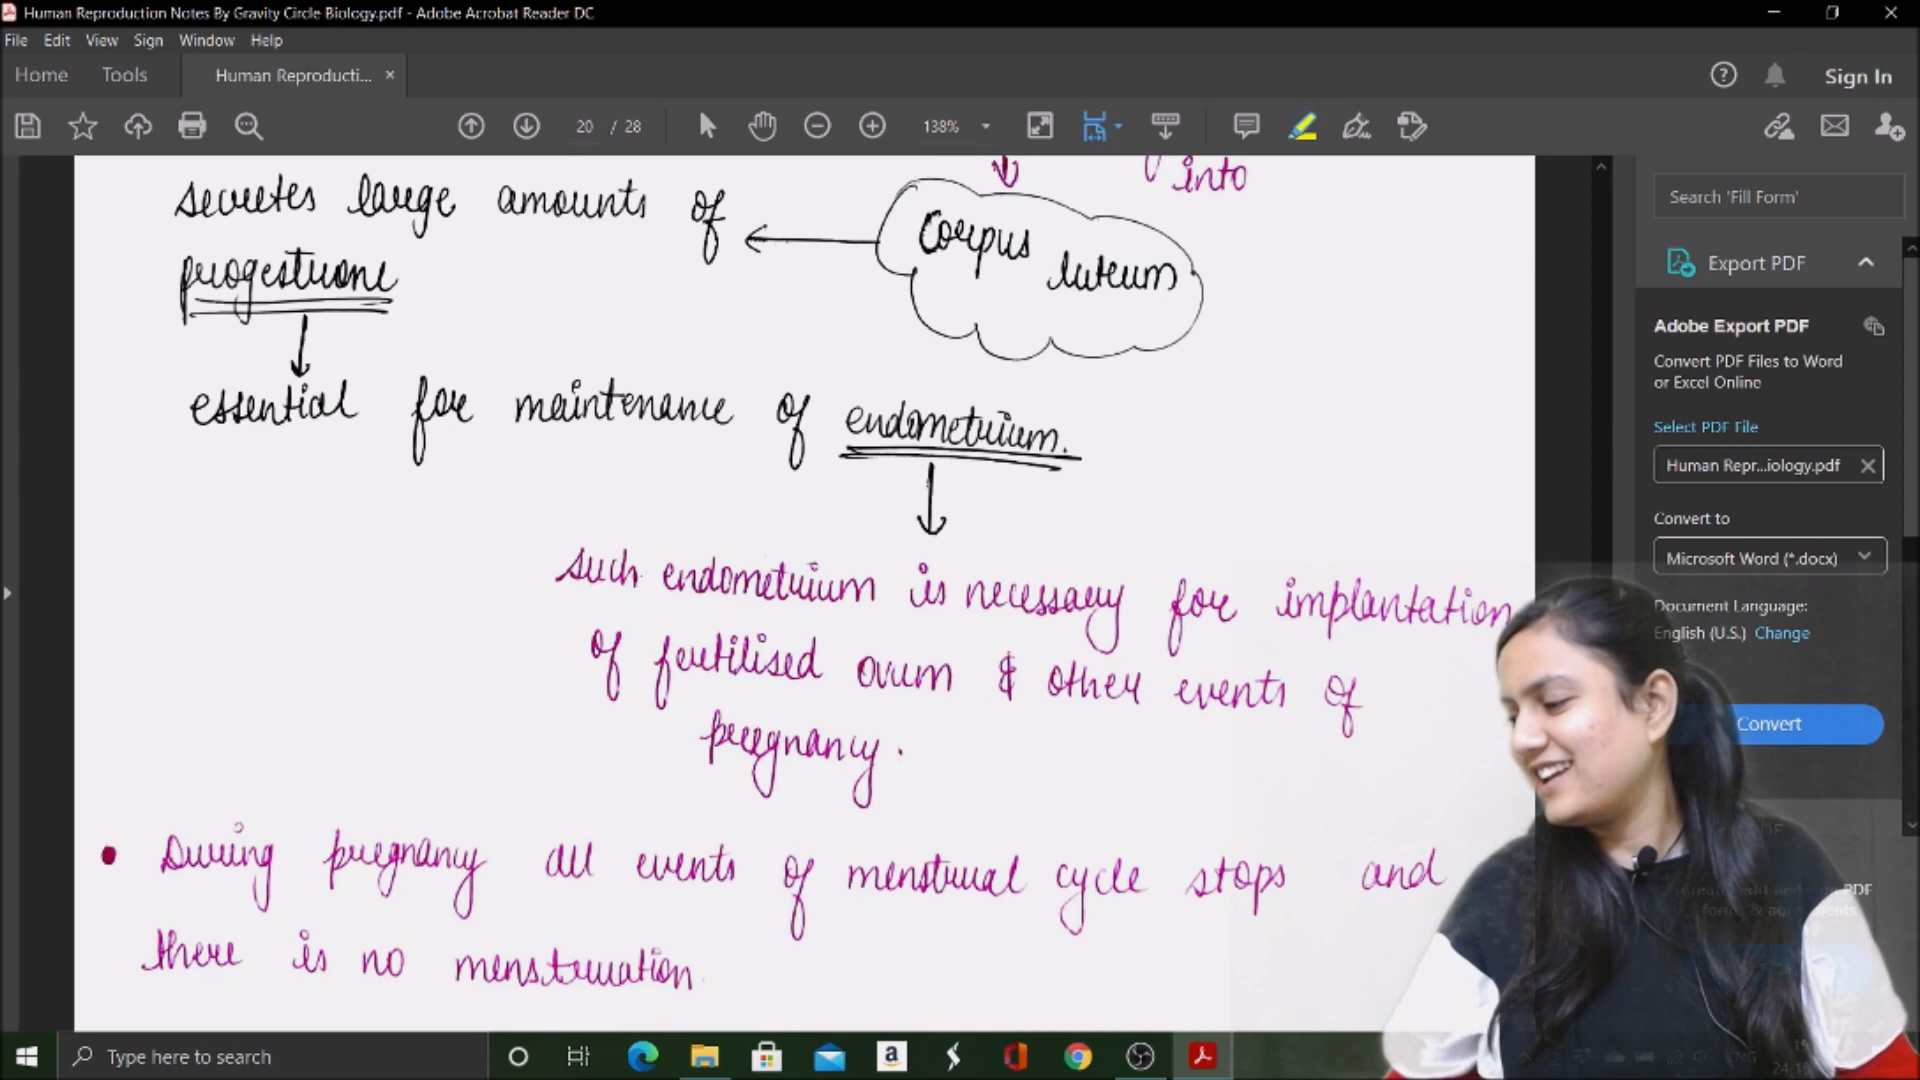 Human Reproduction Notes By Gravity Circle Biology.pdf - Adobe Acrobat Reader DC
File Edit View Sign Window Help
Home Tools Human Reproducti... ×
Sign In
20 / 28
138%
into
secretes large amounts of
Corpus
luteum
progestrone
essential for maintenance of endometrium.
such endometrium is necessary for implantation
of fertilised ovum & other events of
pregnancy.
• During pregnancy all events of menstrual cycle stops and
there is no menstruation.
Search 'Fill Form'
Export PDF
Adobe Export PDF
Convert PDF Files to Word
or Excel Online
Select PDF File
Human Repr...iology.pdf
Convert to
Microsoft Word (*.docx)
Document Language:
English (U.S.) Change
Convert
PDF
Type here to search
a
ENG